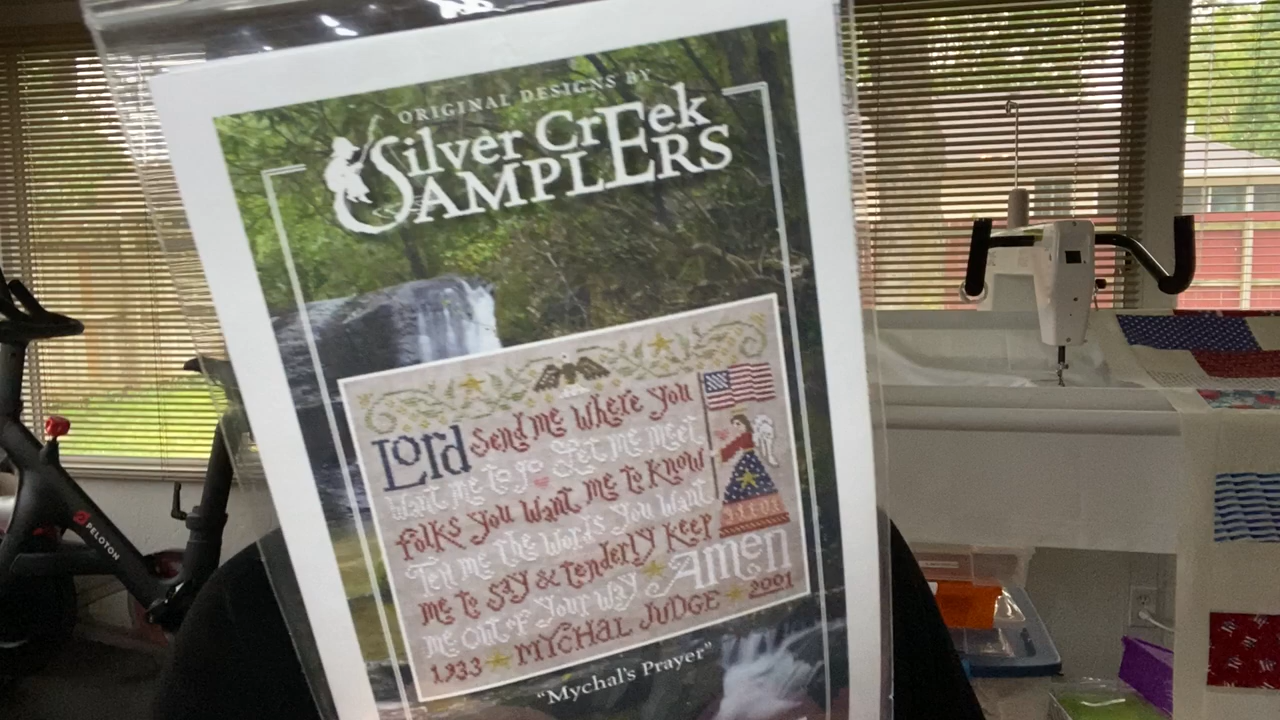 ORIGINAL DESIGNS BY
Silver CrEek
SAMPLERS
Lord Send me where you
want me to go Let me meet
folks you want me to know
Tell me the words you want
me to say & tenderly keep
me out of your way Amen
1933 MYCHAL JUDGE 2001
"Mychal's Prayer"
PELOTON